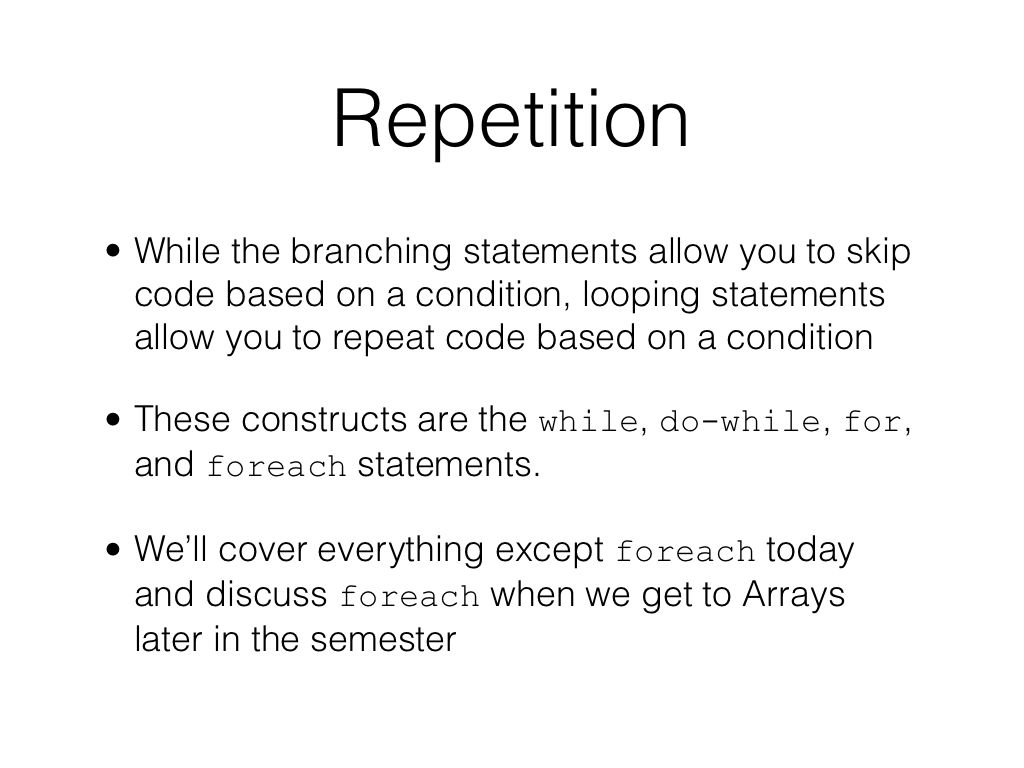 Repetition
• While the branching statements allow you to skip
code based on a condition, looping statements
allow you to repeat code based on a condition
• These constructs are the while, do-while, for,
and foreach statements.
• We’ll cover everything except foreach today
and discuss foreach when we get to Arrays
later in the semester